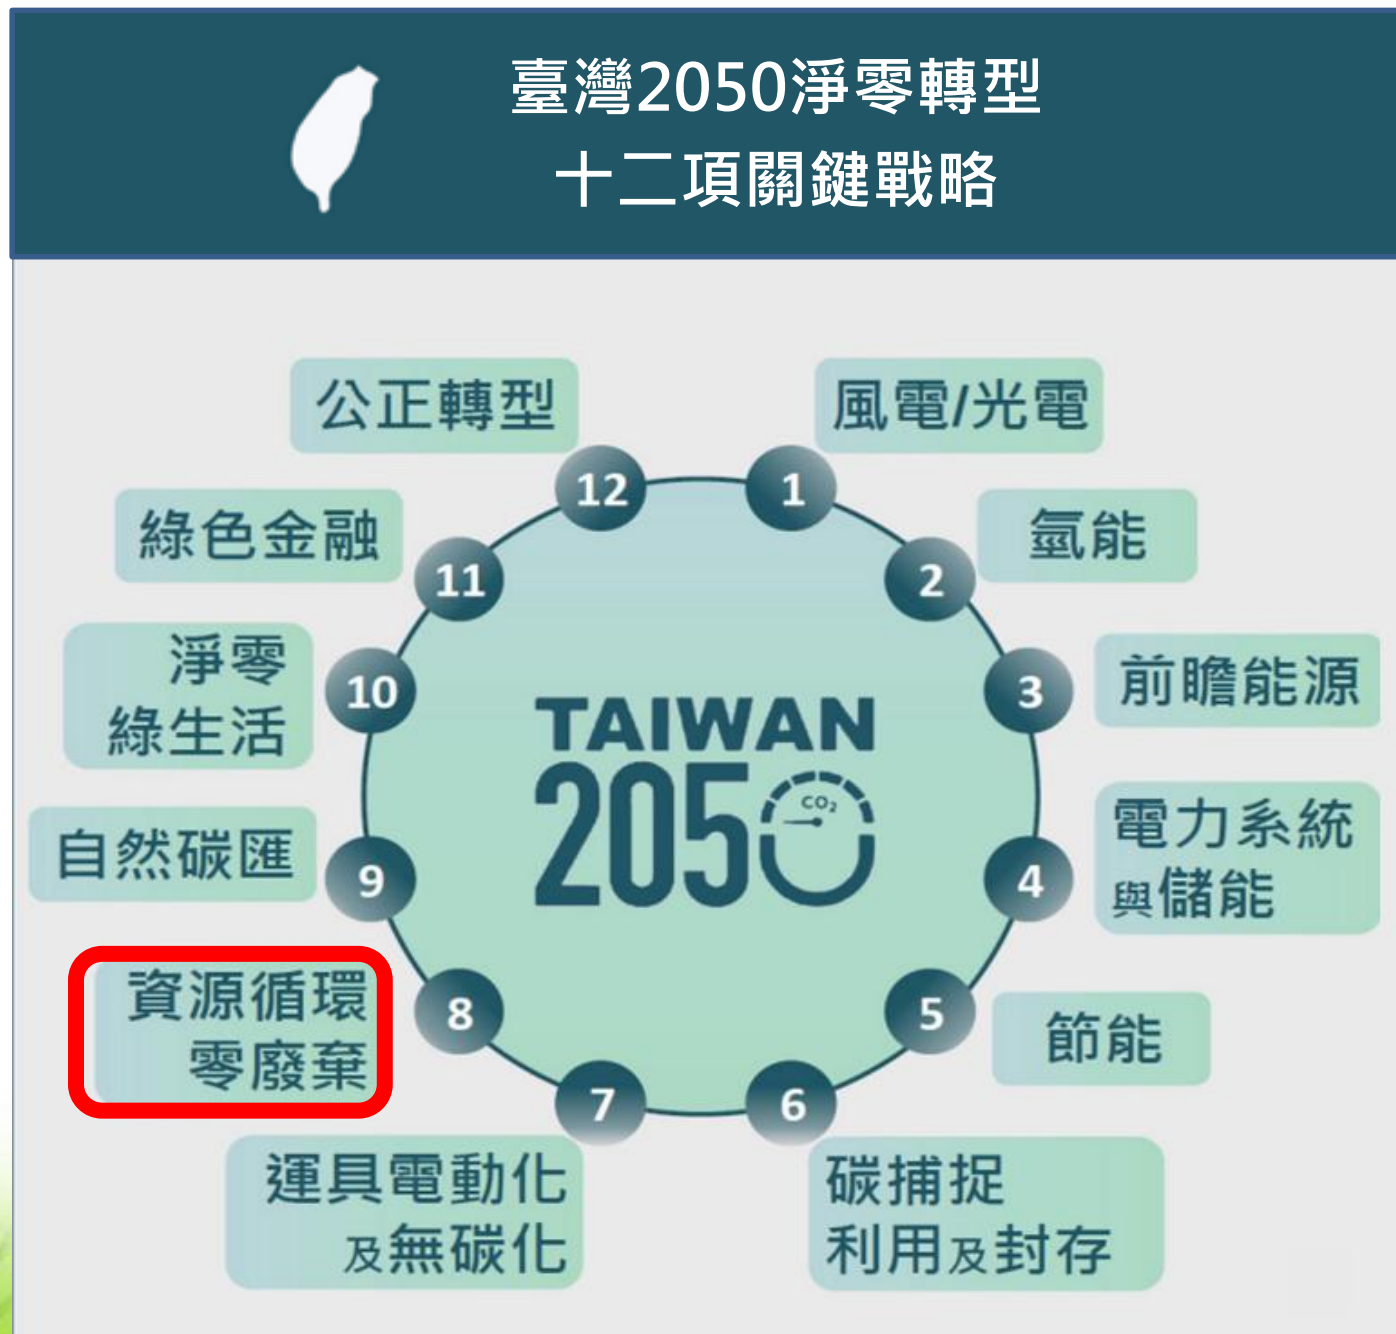 臺灣2050淨零轉型
十二項關鍵戰略
公正轉型
12
風電/光電
1
綠色金融
11
氫能
2
淨零
綠生活
10
前瞻能源
3
TAIWAN
2050
CO₂
自然碳匯
9
電力系統
與儲能
4
資源循環
零廢棄
8
節能
5
運具電動化
及無碳化
7
碳捕捉
利用及封存
6